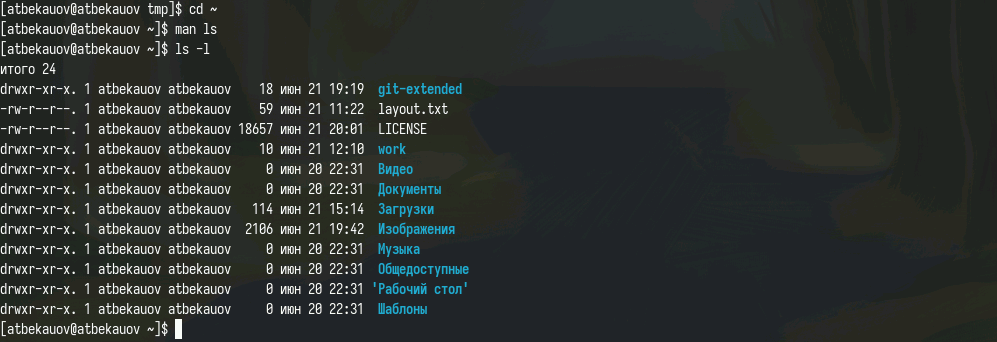 [atbekauov@atbekauov tmp]$ cd ~
[atbekauov@atbekauov ~]$ man ls
[atbekauov@atbekauov ~]$ ls -l
итого 24
drwxr-xr-x. 1 atbekauov atbekauov    18 июн 21 19:19  git-extended
-rw-r--r--. 1 atbekauov atbekauov    59 июн 21 11:22  layout.txt
-rw-r--r--. 1 atbekauov atbekauov 18657 июн 21 20:01  LICENSE
drwxr-xr-x. 1 atbekauov atbekauov    10 июн 21 12:10  work
drwxr-xr-x. 1 atbekauov atbekauov     0 июн 20 22:31  Видео
drwxr-xr-x. 1 atbekauov atbekauov     0 июн 20 22:31  Документы
drwxr-xr-x. 1 atbekauov atbekauov   114 июн 21 15:14  Загрузки
drwxr-xr-x. 1 atbekauov atbekauov  2106 июн 21 19:42  Изображения
drwxr-xr-x. 1 atbekauov atbekauov     0 июн 20 22:31  Музыка
drwxr-xr-x. 1 atbekauov atbekauov     0 июн 20 22:31  Общедоступные
drwxr-xr-x. 1 atbekauov atbekauov     0 июн 20 22:31 'Рабочий стол'
drwxr-xr-x. 1 atbekauov atbekauov     0 июн 20 22:31  Шаблоны
[atbekauov@atbekauov ~]$